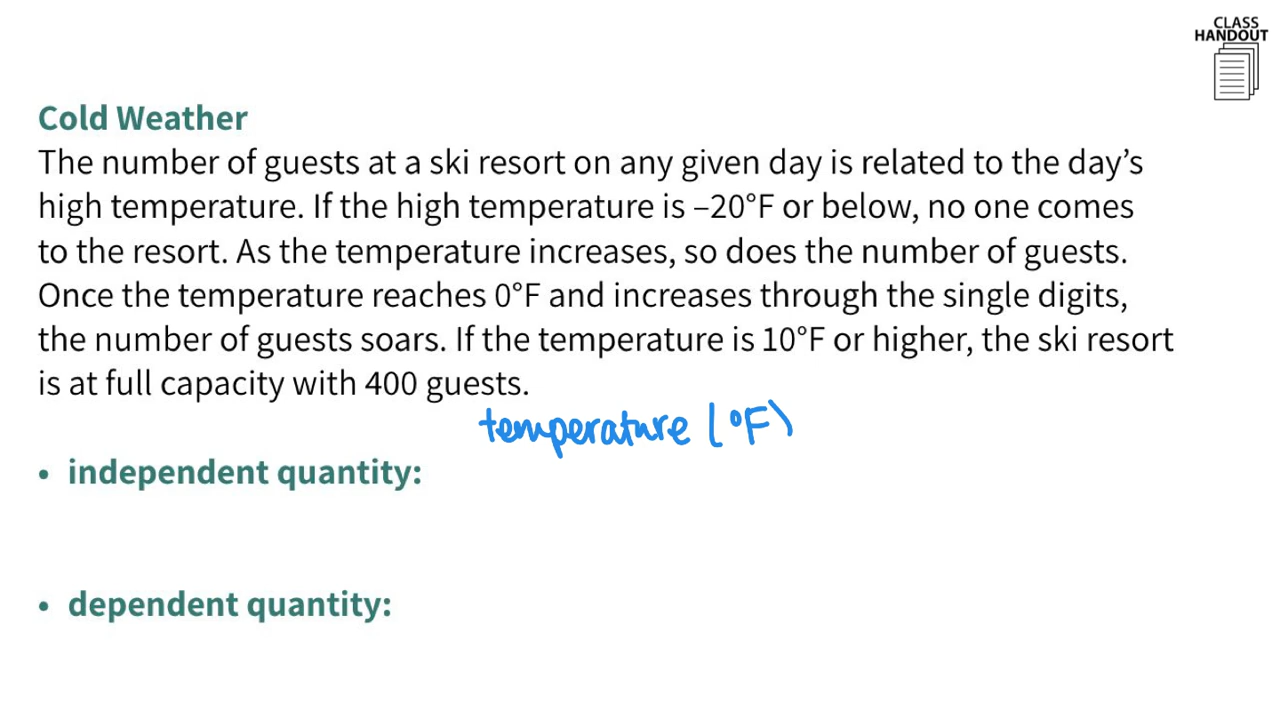 CLASS
HANDOUT
Cold Weather
The number of guests at a ski resort on any given day is related to the day’s
high temperature. If the high temperature is –20°F or below, no one comes
to the resort. As the temperature increases, so does the number of guests.
Once the temperature reaches 0°F and increases through the single digits,
the number of guests soars. If the temperature is 10°F or higher, the ski resort
is at full capacity with 400 guests.
temperature (°F)
• independent quantity:
• dependent quantity: